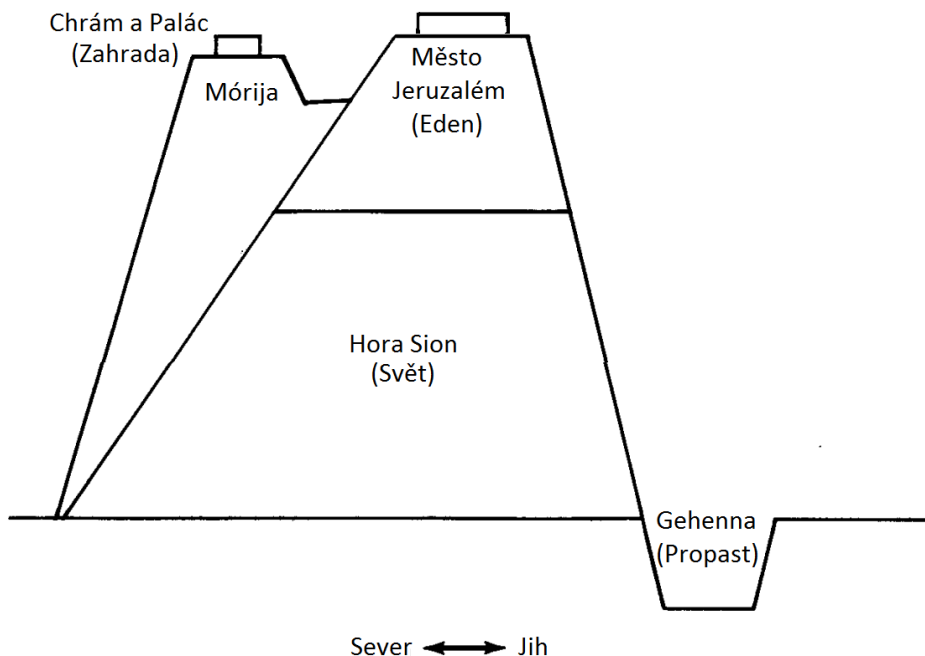 Chrám a Palác
(Zahrada)
Mórija
Město
Jeruzalém
(Eden)
Hora Sion
(Svět)
Gehenna
(Propast)
Sever Jih